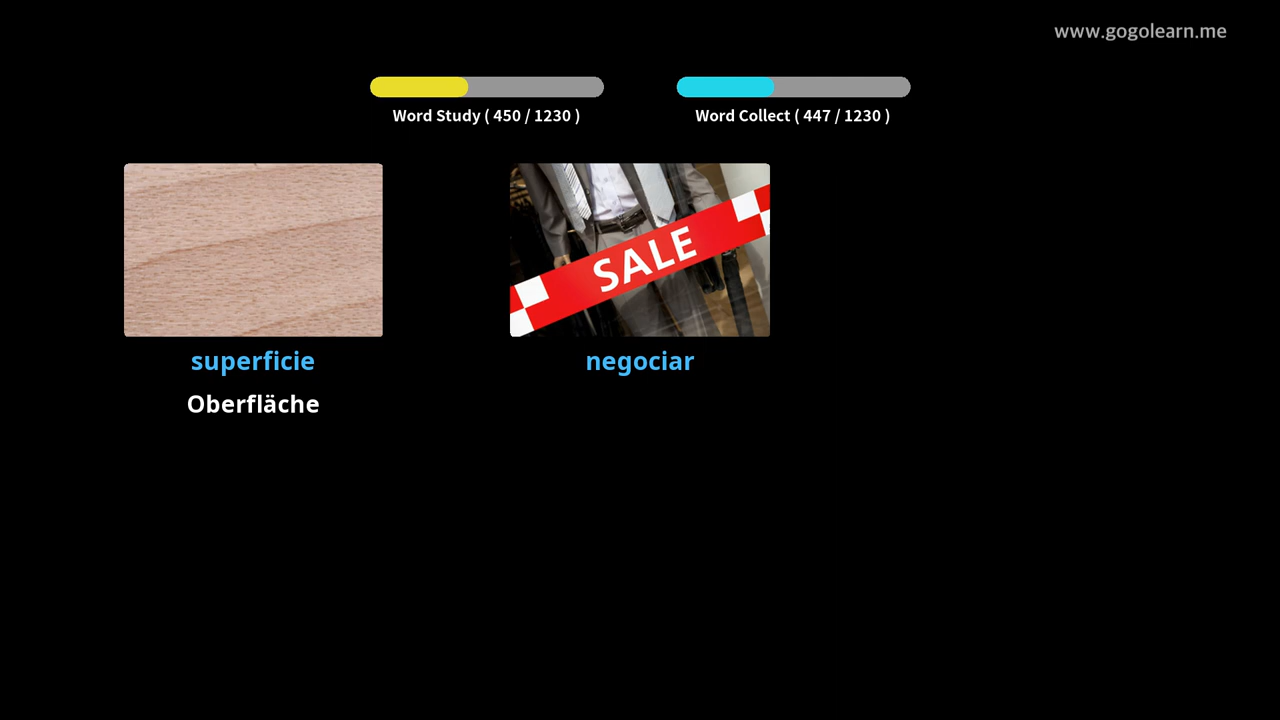 www.gogolearn.me
Word Study ( 450 / 1230 )
Word Collect ( 447 / 1230 )
SALE
superficie
negociar
Oberfläche